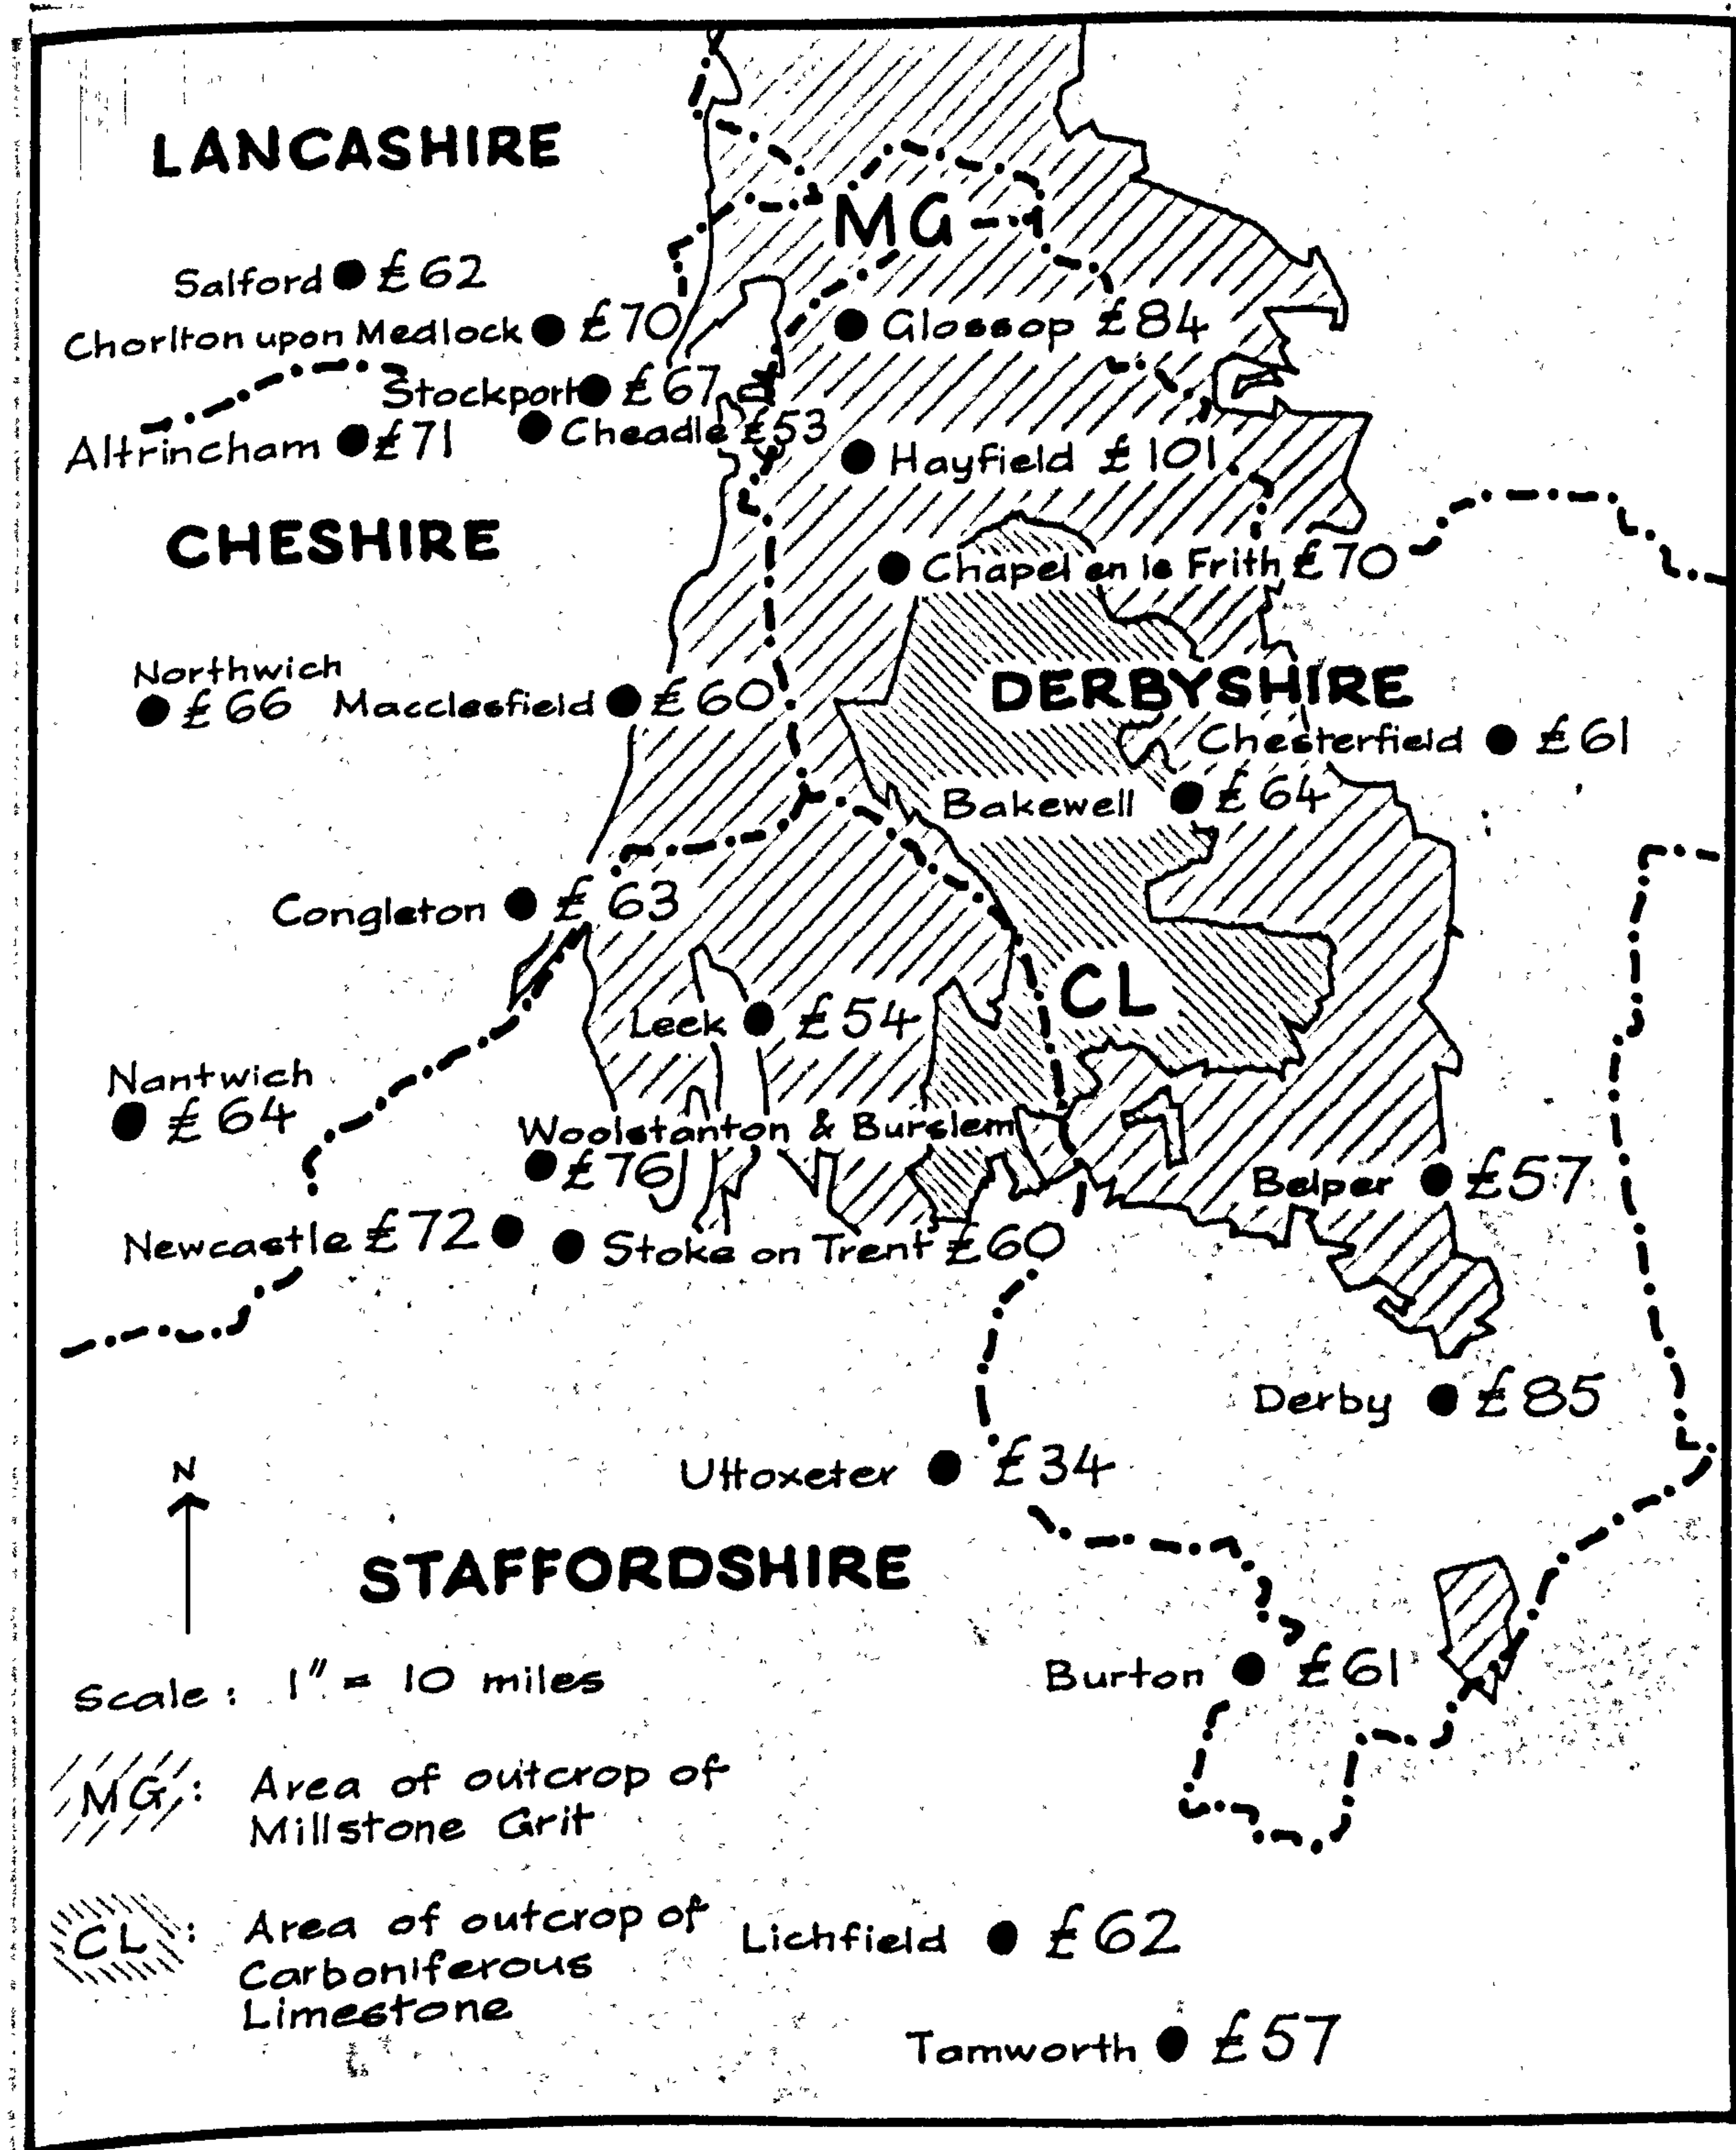 LANCASHIRE
MG
Salford £62
Chorlton upon Medlock £70
Glossop £84
Stockport £67
Cheadle £53
Altrincham £71
Hayfield £101
CHESHIRE
Chapel en le Frith £70
Northwich
£66
Macclesfield £60
DERBYSHIRE
Chesterfield £61
Bakewell £64
Congleton £63
CL
Leek £54
Nantwich
£64
Woolstanton & Burslem
£76
Belper £57
Newcastle £72
Stoke on Trent £60
Derby £85
Uttoxeter £34
N
STAFFORDSHIRE
Burton £61
Scale: 1" = 10 miles
MG: Area of outcrop of
Millstone Grit
CL: Area of outcrop of
Carboniferous
Limestone
Lichfield £62
Tamworth £57